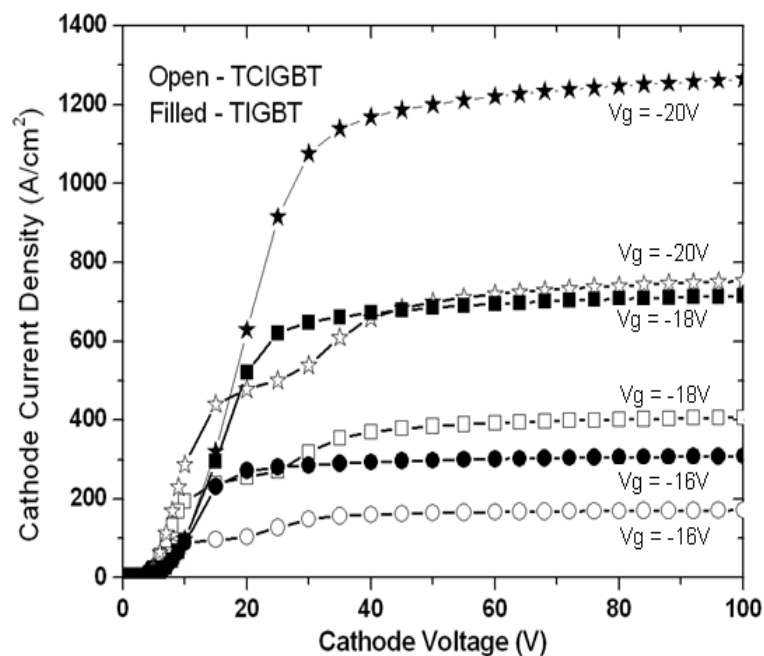 1400
1200
1000
800
600
400
200
0
Cathode Current Density (A/cm²)
Open - TCIGBT
Filled - TIGBT
Vg = -20V
Vg = -20V
Vg = -18V
Vg = -18V
Vg = -16V
Vg = -16V
0 20 40 60 80 100
Cathode Voltage (V)